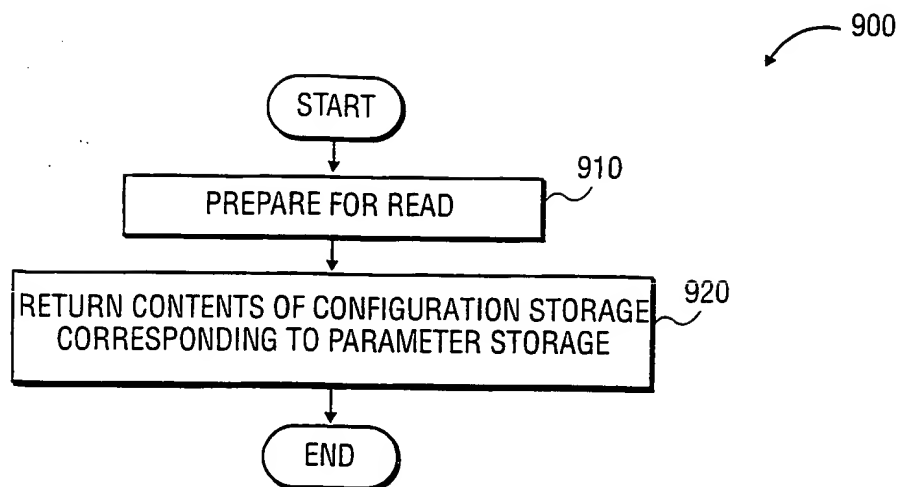 900
START
910
PREPARE FOR READ
920
RETURN CONTENTS OF CONFIGURATION STORAGE
CORRESPONDING TO PARAMETER STORAGE
END